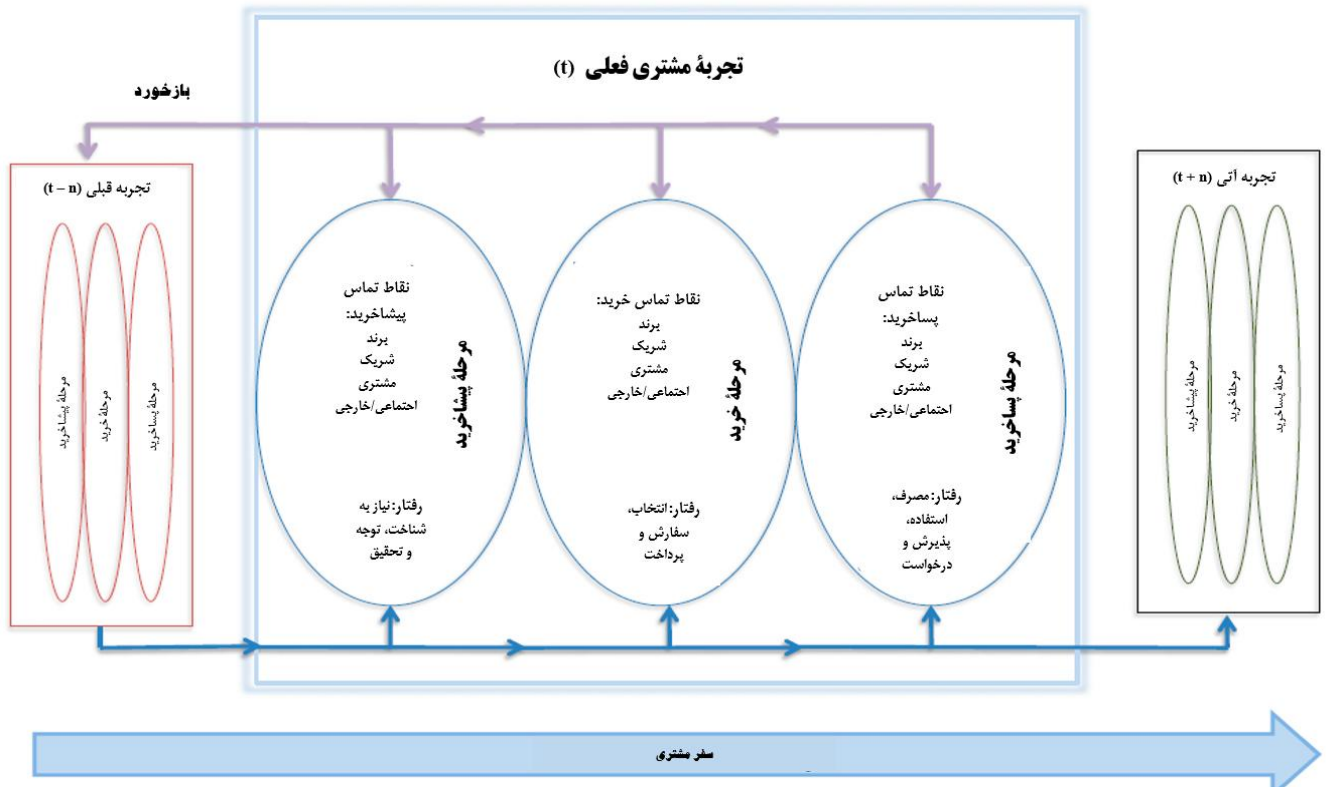 تجربهٔ مشتری فعلی (t)
بازخورد
تجربه قبلی (t – n)
مرحلهٔ پیشاخرید
مرحلهٔ خرید
مرحلهٔ پساخرید
نقاط تماس
پیشاخرید:
برند
شریک
مشتری
احتماعی/خارجی
مرحلهٔ پیشاخرید
رفتار: نیاز به
شناخت، توجه
و تحقیق
نقاط تماس خرید:
برند
شریک
مشتری
احتماعی/خارجی
مرحلهٔ خرید
رفتار: انتخاب،
سفارش و
پرداخت
نقاط تماس
پساخرید:
برند
شریک
مشتری
احتماعی/خارجی
مرحلهٔ پساخرید
رفتار: مصرف،
استفاده،
پذیرش و
درخواست
تجربه آتی (t + n)
مرحلهٔ پیشاخرید
مرحلهٔ خرید
مرحلهٔ پساخرید
سفر مشتری